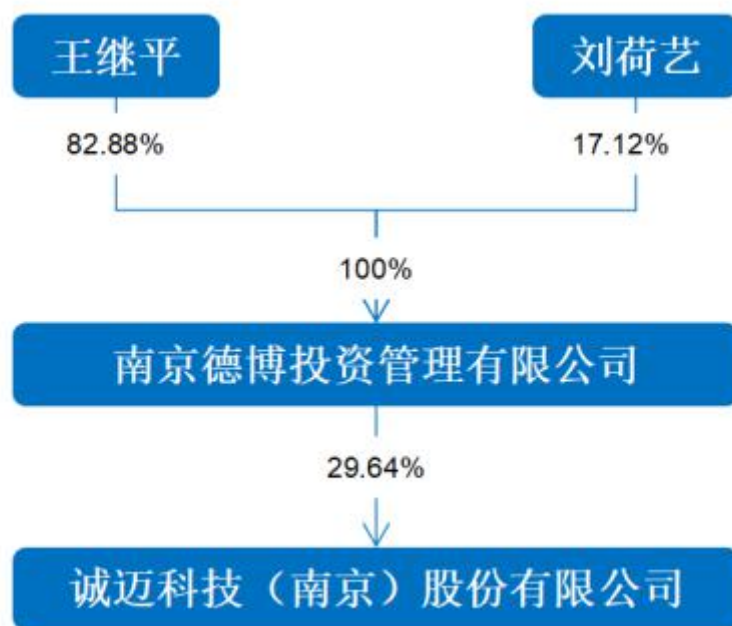 王继平
刘荷艺
82.88%
17.12%
100%
南京德博投资管理有限公司
29.64%
诚迈科技（南京）股份有限公司